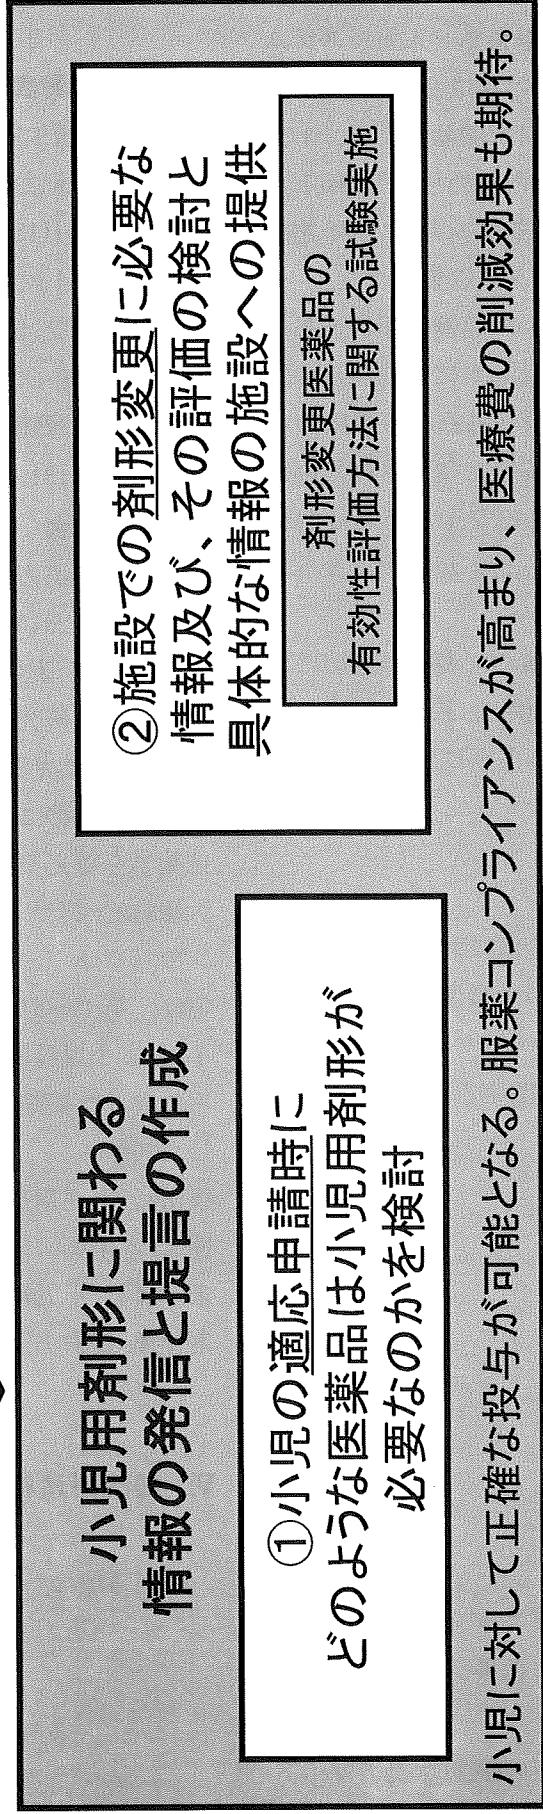 小児用剤形に関わる
情報の発信と提言の作成
①小児の適応申請時に
どのような医薬品は小児用剤形が
必要なのかを検討
②施設での剤形変更に必要な
情報及び、その評価の検討と
具体的な情報の施設への提供
剤形変更医薬品の
有効性評価方法に関する試験実施
小児に対して正確な投与が可能となる。服薬コンプライアンスが高まり、医療費の削減効果も期待。